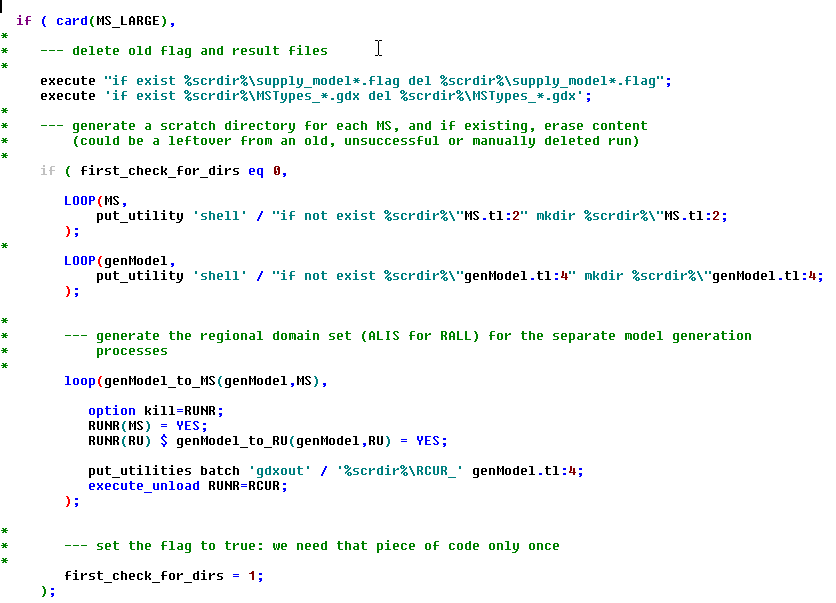 if ( card(MS_LARGE),
*
*    --- delete old flag and result files
*
     execute "if exist %scrdir%\supply_model*.flag del %scrdir%\supply_model*.flag";
     execute 'if exist %scrdir%\MSTypes_*.gdx del %scrdir%\MSTypes_*.gdx';
*
*    --- generate a scratch directory for each MS, and if existing, erase content
*        (could be a leftover from an old, unsuccessful or manually deleted run)
*
     if ( first_check_for_dirs eq 0,
        LOOP(MS,
            put_utility 'shell' / "if not exist %scrdir%\"MS.tl:2" mkdir %scrdir%\"MS.tl:2;
        );
*
        LOOP(genModel,
            put_utility 'shell' / "if not exist %scrdir%\"genModel.tl:4" mkdir %scrdir%\"genModel.tl:4;
        );
*
*       --- generate the regional domain set (ALIS for RALL) for the separate model generation
*           processes
*
        loop(genModel_to_MS(genModel,MS),
           option kill=RUNR;
           RUNR(MS) = YES;
           RUNR(RU) $ genModel_to_RU(genModel,RU) = YES;
           put_utilities batch 'gdxout' / '%scrdir%\RCUR_' genModel.tl:4;
           execute_unload RUNR=RCUR;
        );
*
*       --- set the flag to true: we need that piece of code only once
*
        first_check_for_dirs = 1;
     );